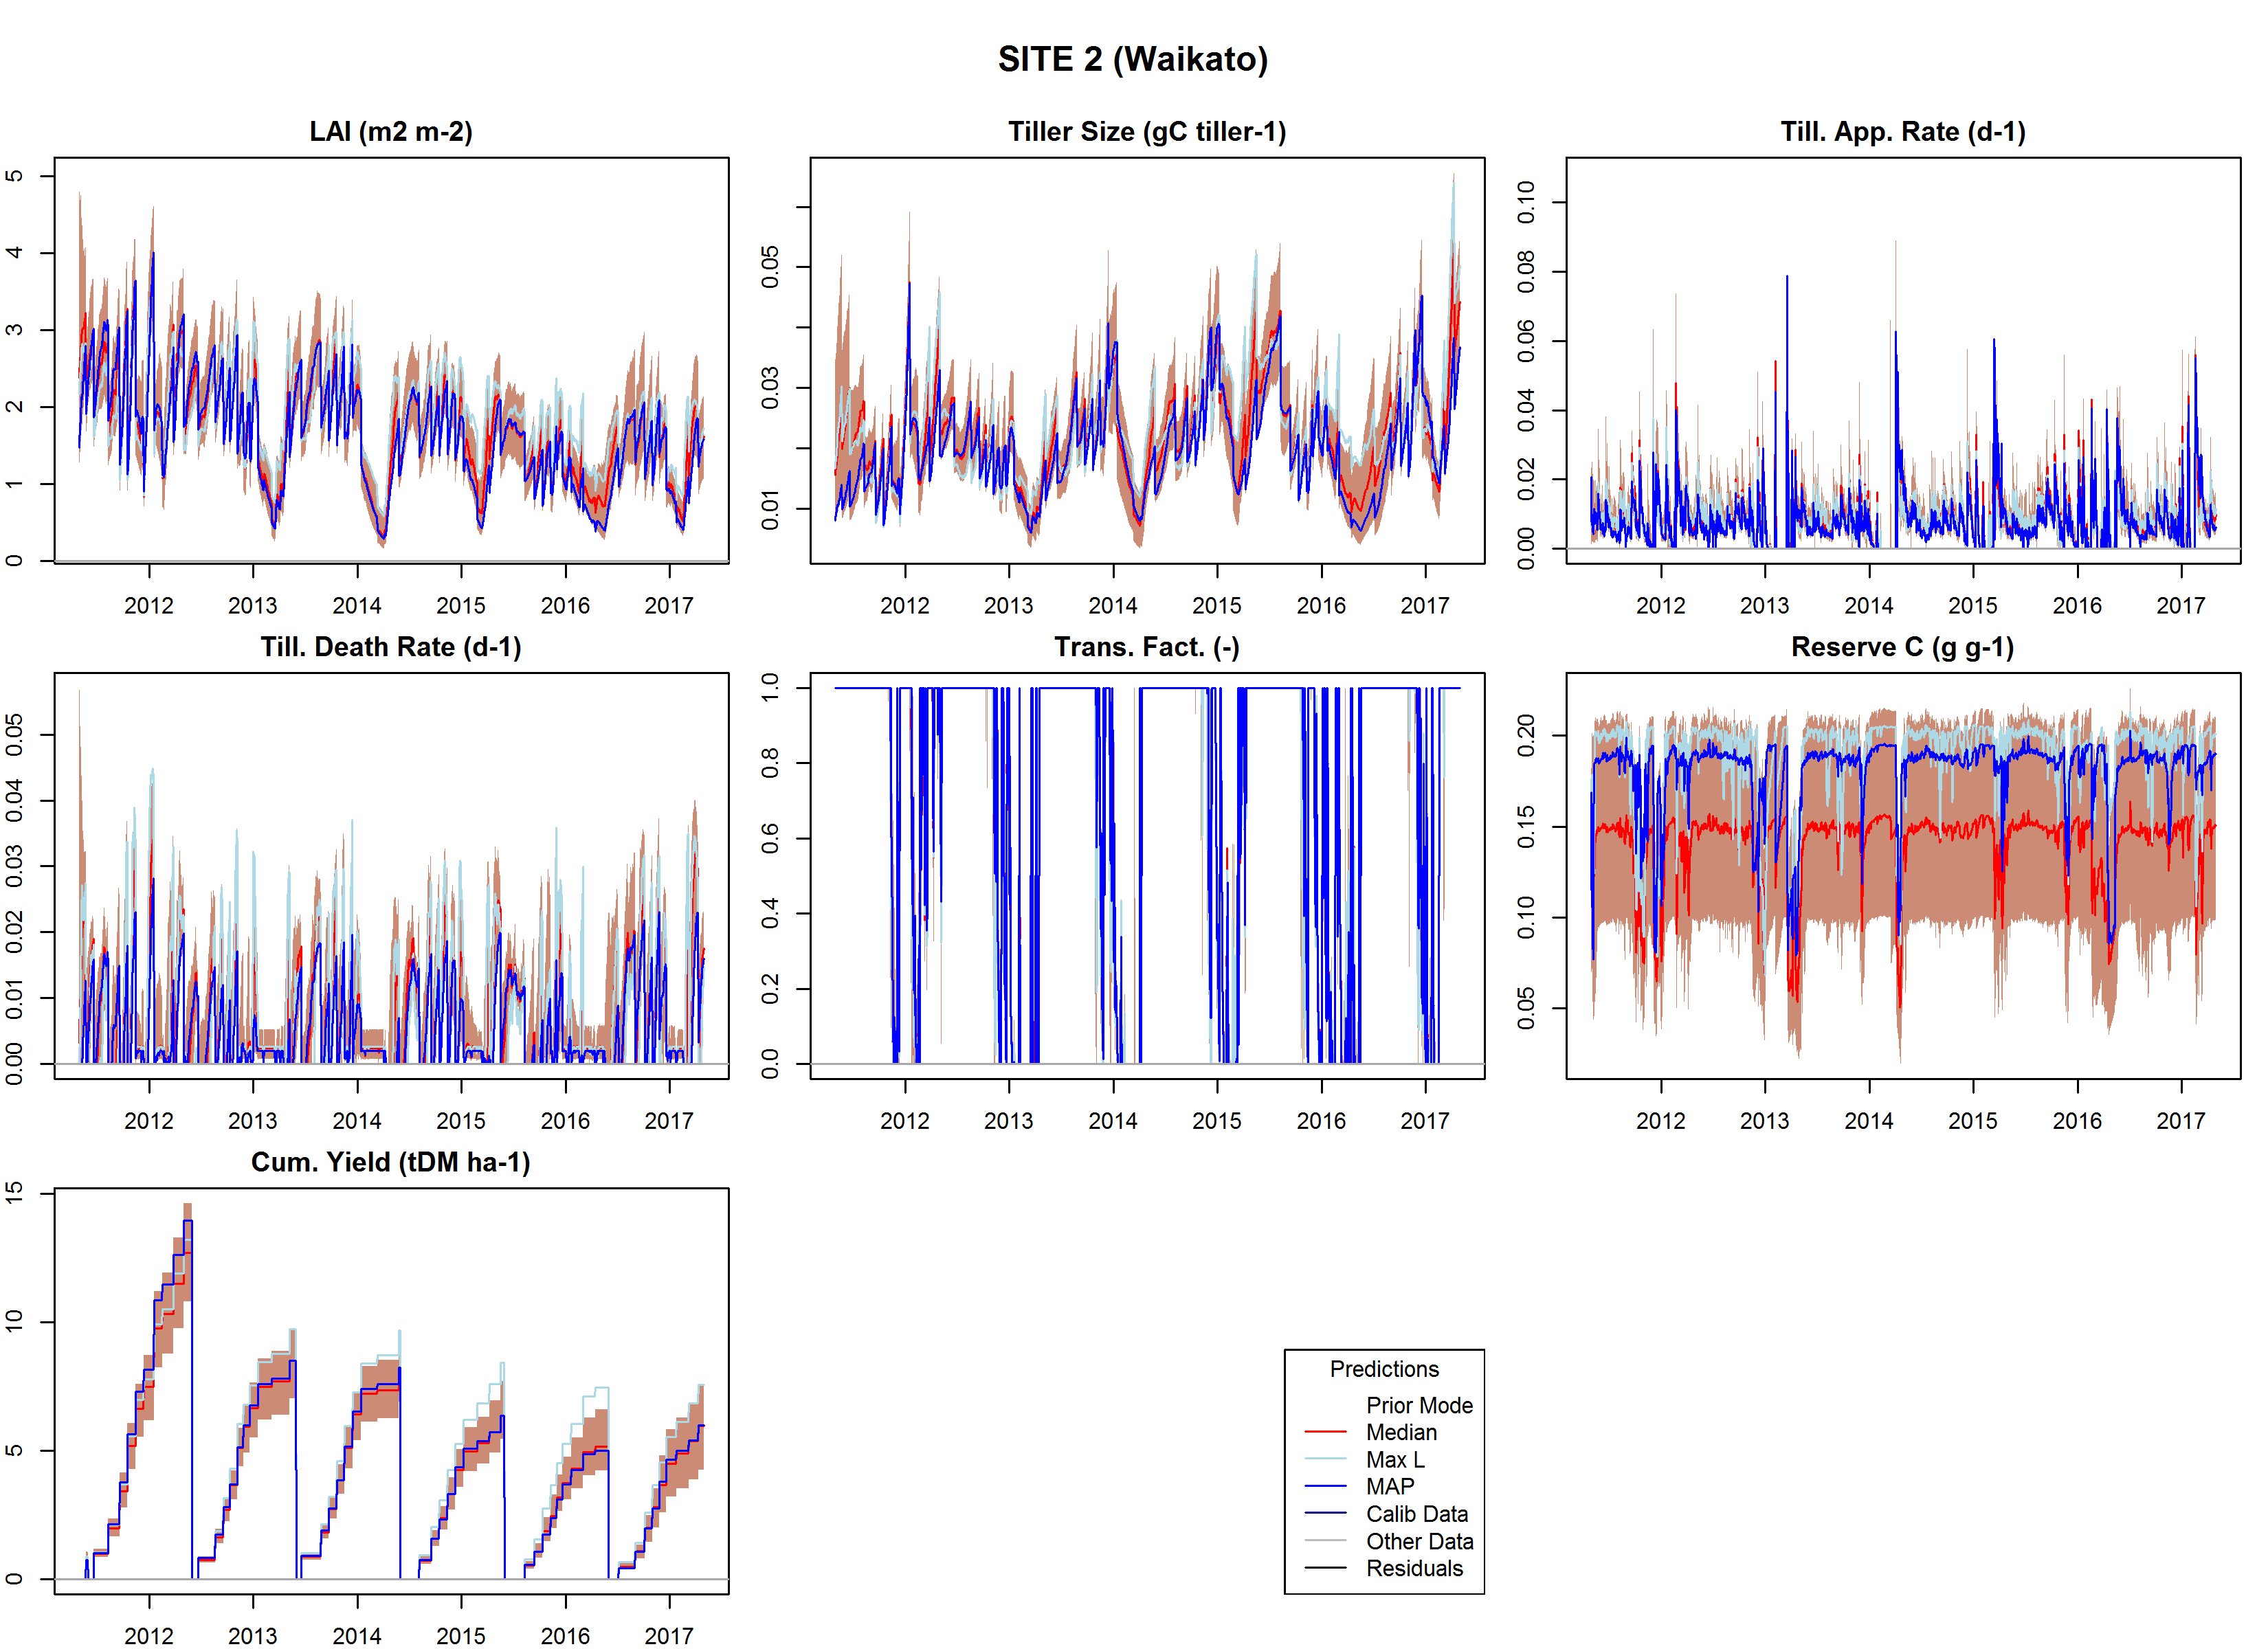 SITE 2 (Waikato)
LAI (m2 m-2)
Tiller Size (gC tiller-1)
Till. App. Rate (d-1)
5
4
3
2
1
0
0.05
0.03
0.01
0.10
0.08
0.06
0.04
0.02
0.00
2012 2013 2014 2015 2016 2017
2012 2013 2014 2015 2016 2017
2012 2013 2014 2015 2016 2017
Till. Death Rate (d-1)
Trans. Fact. (-)
Reserve C (g g-1)
0.05
0.04
0.03
0.02
0.01
0.00
1.0
0.8
0.6
0.4
0.2
0.0
0.20
0.15
0.10
0.05
2012 2013 2014 2015 2016 2017
2012 2013 2014 2015 2016 2017
2012 2013 2014 2015 2016 2017
Cum. Yield (tDM ha-1)
15
10
5
0
2012 2013 2014 2015 2016 2017
Predictions
Prior Mode
Median
Max L
MAP
Calib Data
Other Data
Residuals